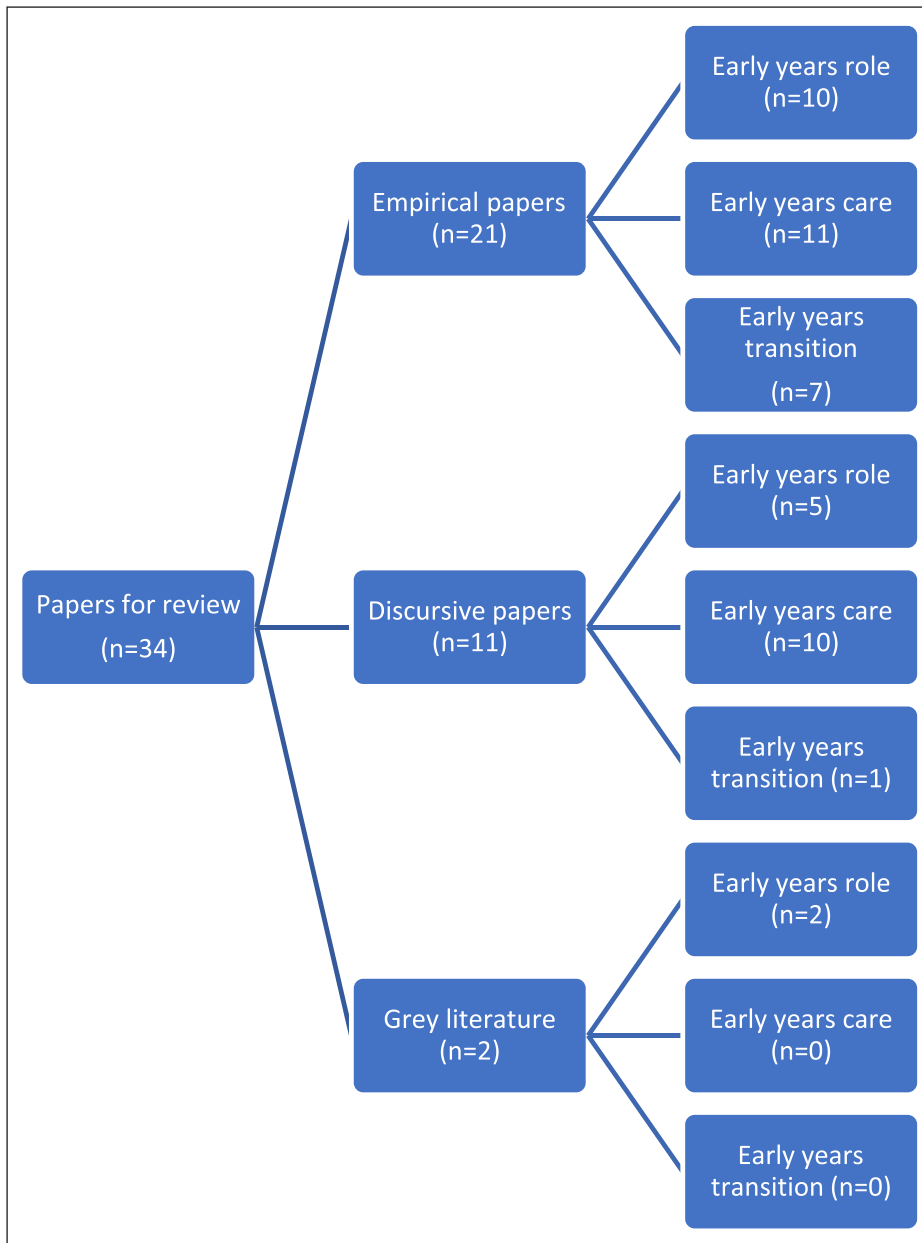 Papers for review
(n=34)
Empirical papers
(n=21)
Early years role
(n=10)
Early years care
(n=11)
Early years
transition
(n=7)
Discursive papers
(n=11)
Early years role
(n=5)
Early years care
(n=10)
Early years
transition (n=1)
Grey literature
(n=2)
Early years role
(n=2)
Early years care
(n=0)
Early years
transition (n=0)